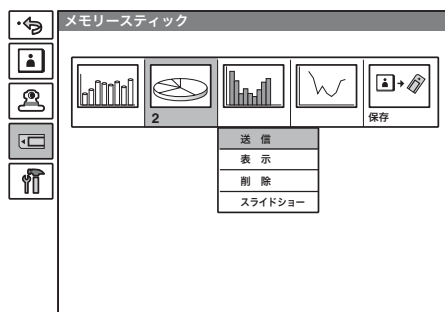 メモリースティック
2
保存
送 信
表 示
削 除
スライドショー